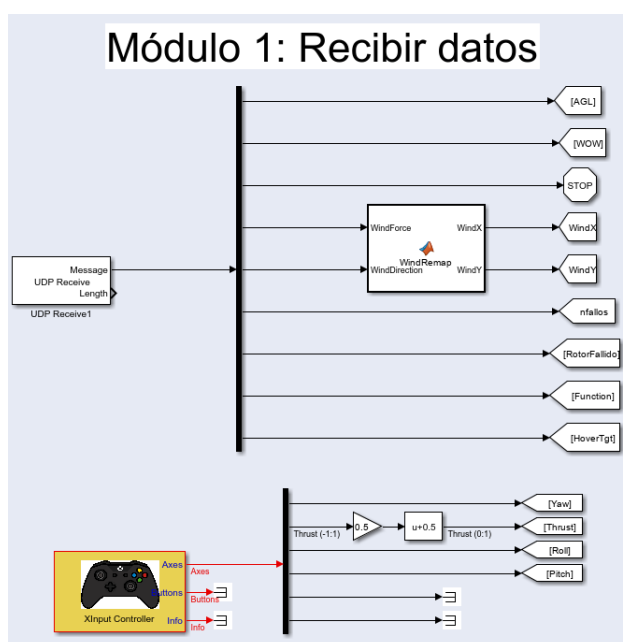 Módulo 1: Recibir datos
[AGL]
[WOW]
STOP
WindForce
WindX
WindX
WindRemap
WindDirection
WindY
WindY
Message
UDP Receive
Length
UDP Receive1
nfallos
[RotorFallido]
[Function]
[HoverTgt]
[Yaw]
Thrust (-1:1)
0.5
u+0.5
Thrust (0:1)
[Thrust]
[Roll]
[Pitch]
Axes
Axes
Buttons
Buttons
XInput Controller
Info
Info